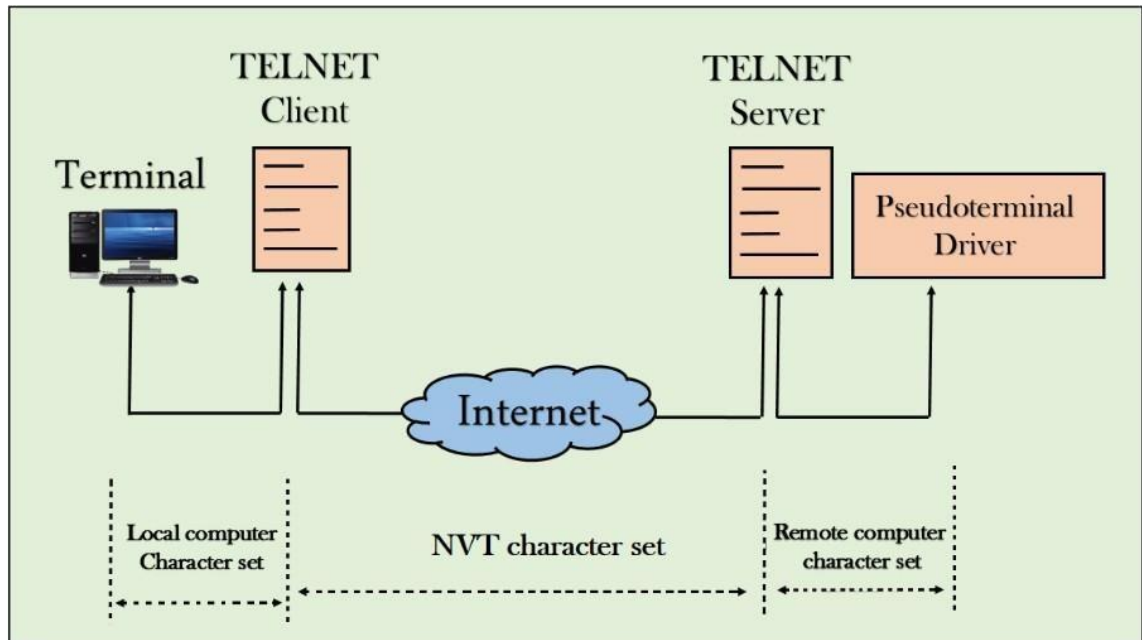 TELNET
Client
TELNET
Server
Terminal
Pseudoterminal
Driver
Internet
Local computer
Character set
NVT character set
Remote computer
character set